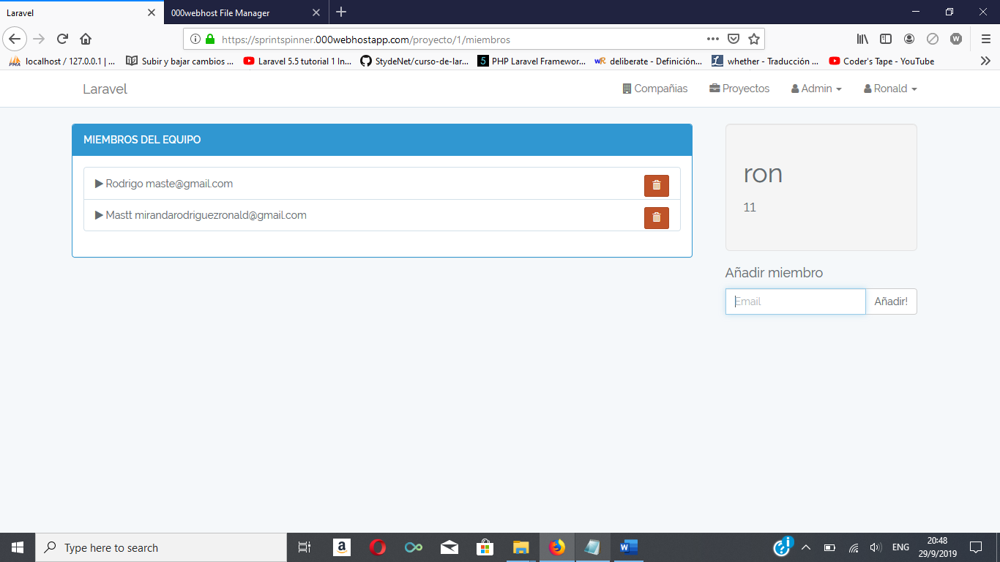 Laravel
000webhost File Manager
https://sprintspinner.000webhostapp.com/proyecto/1/miembros
localhost / 127.0.0.1 | ...
Subir y bajar cambios ...
Laravel 5.5 tutorial 1 In...
StydeNet/curso-de-lar...
PHP Laravel Framewor...
deliberate - Definición...
whether - Traducción ...
Coder's Tape - YouTube
Laravel
Compañias
Proyectos
Admin
Ronald
MIEMBROS DEL EQUIPO
Rodrigo maste@gmail.com
Mastt mirandarodriguezronald@gmail.com
ron
11
Añadir miembro
Email
Añadir!
Type here to search
ENG
20:48
29/9/2019